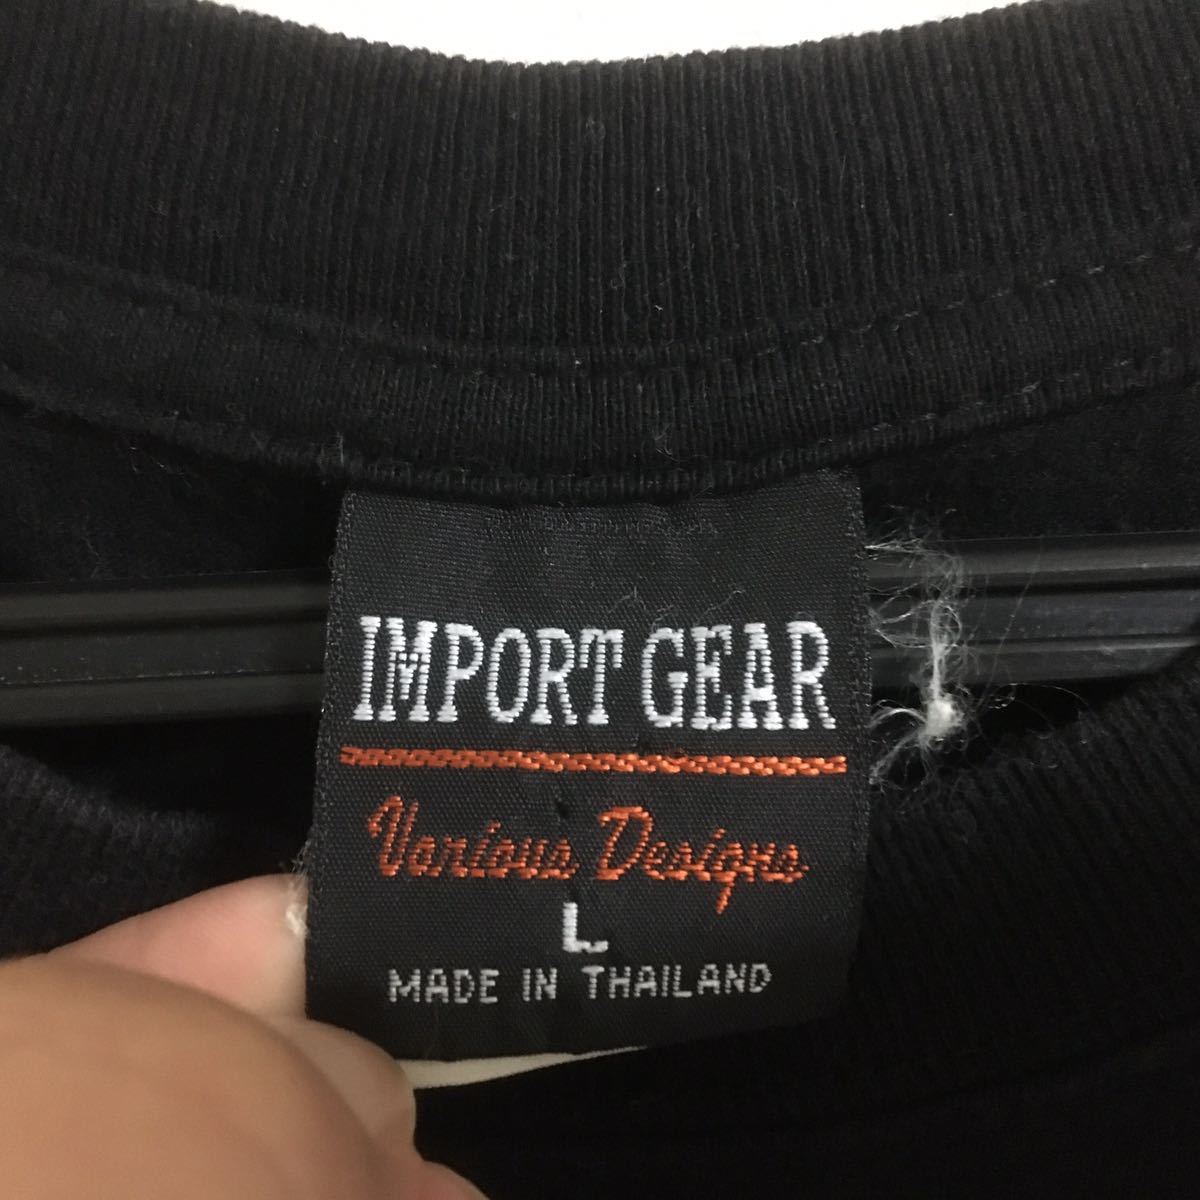 IMPORT GEAR
Various Designs
L
MADE IN THAILAND